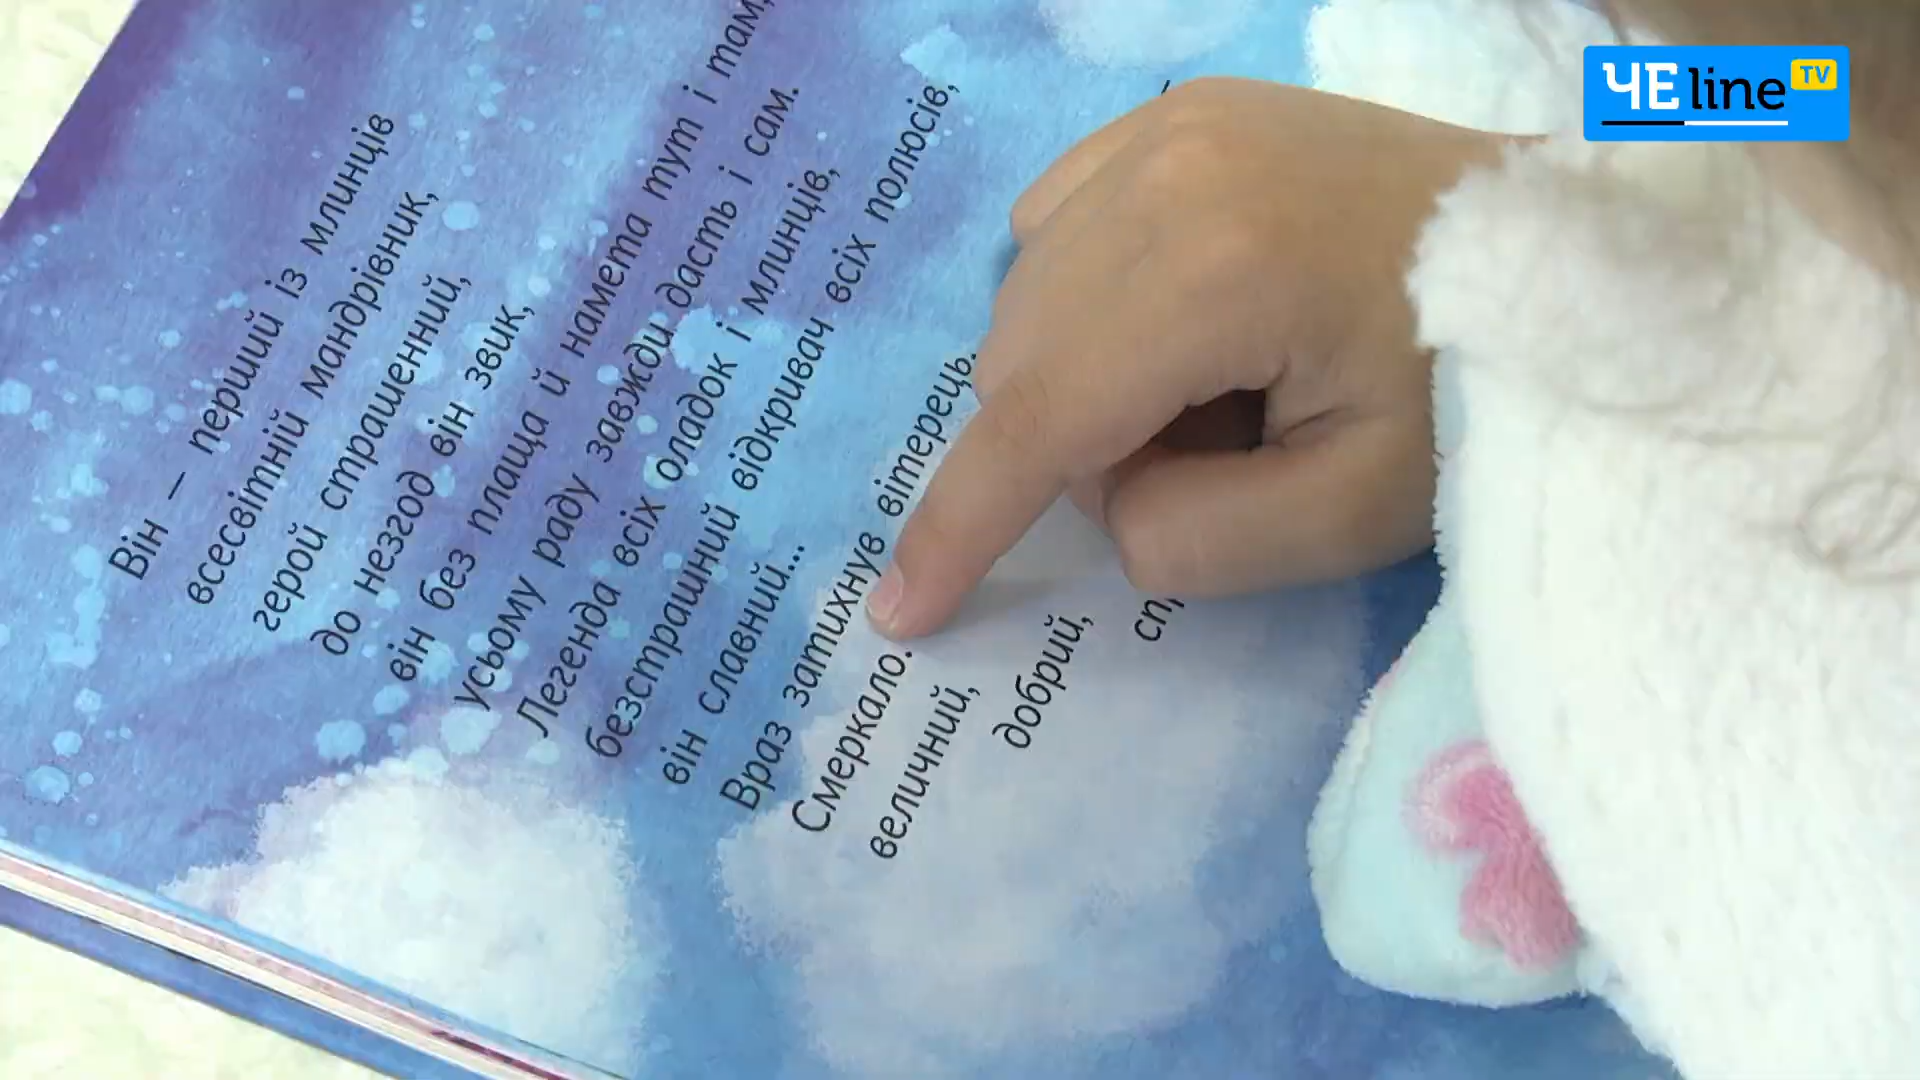 Він – перший із млинців
всесвітній мандрівник,
герой страшенний,
до незгод він звик,
він без плаща й намета тут і там,
усьому раду завжди дасть і сам.
Легенда всіх оладок і млинців,
безстрашний відкривач всіх полюсів,
він славний...
Враз затихнув вітерець.
Смеркало.
величний,
добрий,
ЧЕline TV